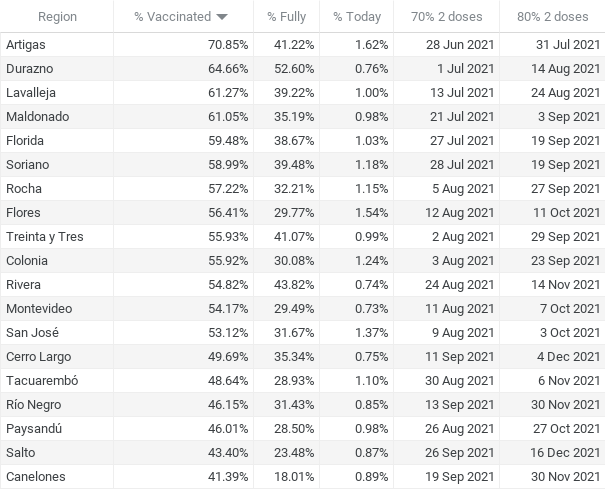 Region % Vaccinated % Fully % Today 70% 2 doses 80% 2 doses
Artigas 70.85% 41.22% 1.62% 28 Jun 2021 31 Jul 2021
Durazno 64.66% 52.60% 0.76% 1 Jul 2021 14 Aug 2021
Lavalleja 61.27% 39.22% 1.00% 13 Jul 2021 24 Aug 2021
Maldonado 61.05% 35.19% 0.98% 21 Jul 2021 3 Sep 2021
Florida 59.48% 38.67% 1.03% 27 Jul 2021 19 Sep 2021
Soriano 58.99% 39.48% 1.18% 28 Jul 2021 19 Sep 2021
Rocha 57.22% 32.21% 1.15% 5 Aug 2021 27 Sep 2021
Flores 56.41% 29.77% 1.54% 12 Aug 2021 11 Oct 2021
Treinta y Tres 55.93% 41.07% 0.99% 2 Aug 2021 29 Sep 2021
Colonia 55.92% 30.08% 1.24% 3 Aug 2021 23 Sep 2021
Rivera 54.82% 43.82% 0.74% 24 Aug 2021 14 Nov 2021
Montevideo 54.17% 29.49% 0.73% 11 Aug 2021 7 Oct 2021
San José 53.12% 31.67% 1.37% 9 Aug 2021 3 Oct 2021
Cerro Largo 49.69% 35.34% 0.75% 11 Sep 2021 4 Dec 2021
Tacuarembó 48.64% 28.93% 1.10% 30 Aug 2021 6 Nov 2021
Río Negro 46.15% 31.43% 0.85% 13 Sep 2021 30 Nov 2021
Paysandú 46.01% 28.50% 0.98% 26 Aug 2021 27 Oct 2021
Salto 43.40% 23.48% 0.87% 26 Sep 2021 16 Dec 2021
Canelones 41.39% 18.01% 0.89% 19 Sep 2021 30 Nov 2021